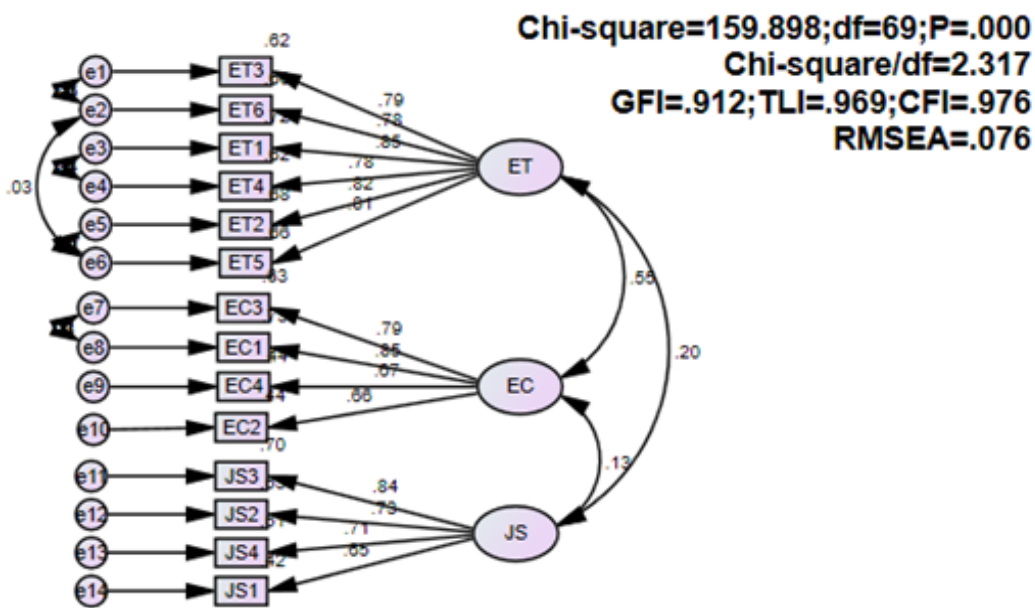 Chi-square=159.898;df=69;P=.000
Chi-square/df=2.317
GFI=.912;TLI=.969;CFI=.976
RMSEA=.076
.62
e1 ET3
.79
e2 ET6
.78
e3 ET1
.85
e4 ET4
.78
e5 ET2
.82
e6 ET5
.81
.03
ET
.55
.20
e7 EC3
.79
e8 EC1
.85
e9 EC4
.67
e10 EC2
.66
EC
.13
.70
e11 JS3
.84
e12 JS2
.73
e13 JS4
.71
e14 JS1
.65
JS